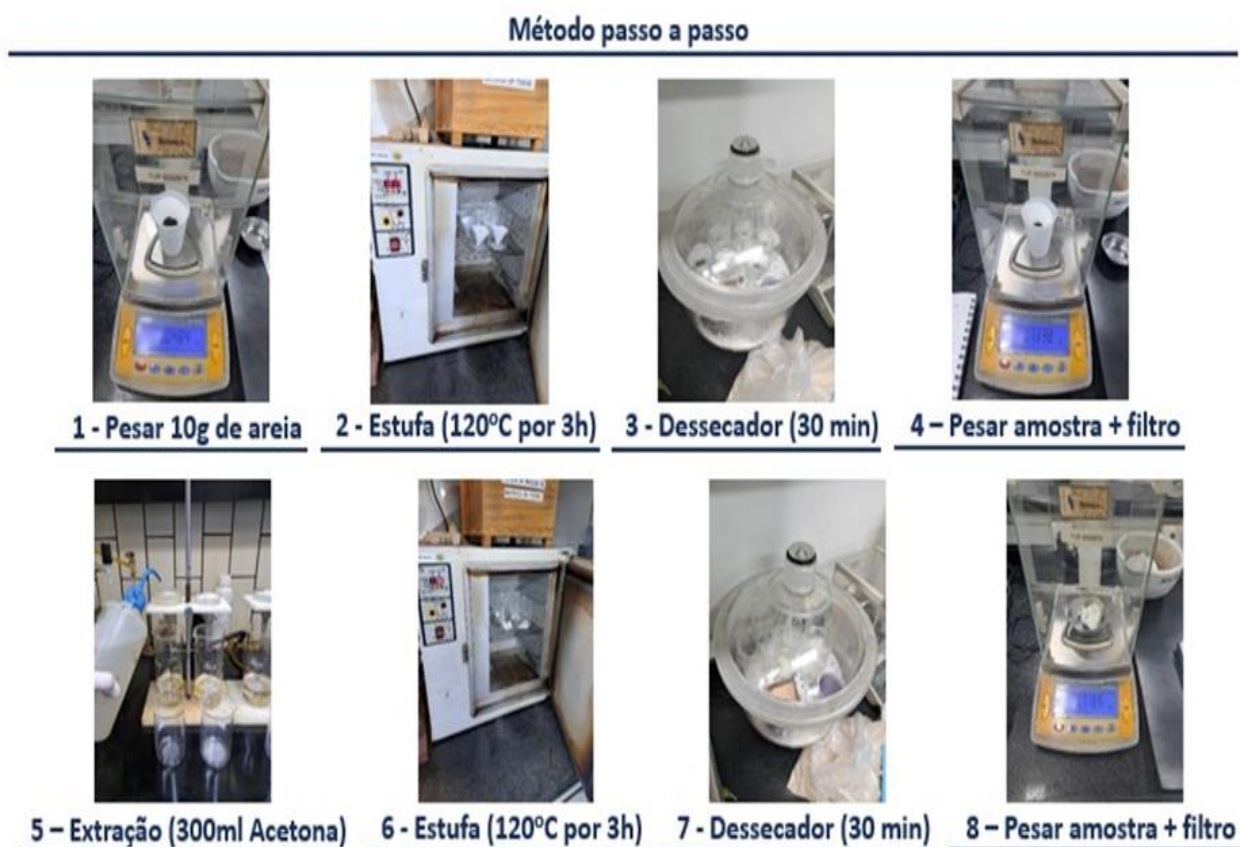 Método passo a passo
1 - Pesar 10g de areia
2 - Estufa (120ºC por 3h)
3 - Dessecador (30 min)
4 – Pesar amostra + filtro
5 – Extração (300ml Acetona)
6 - Estufa (120ºC por 3h)
7 - Dessecador (30 min)
8 – Pesar amostra + filtro